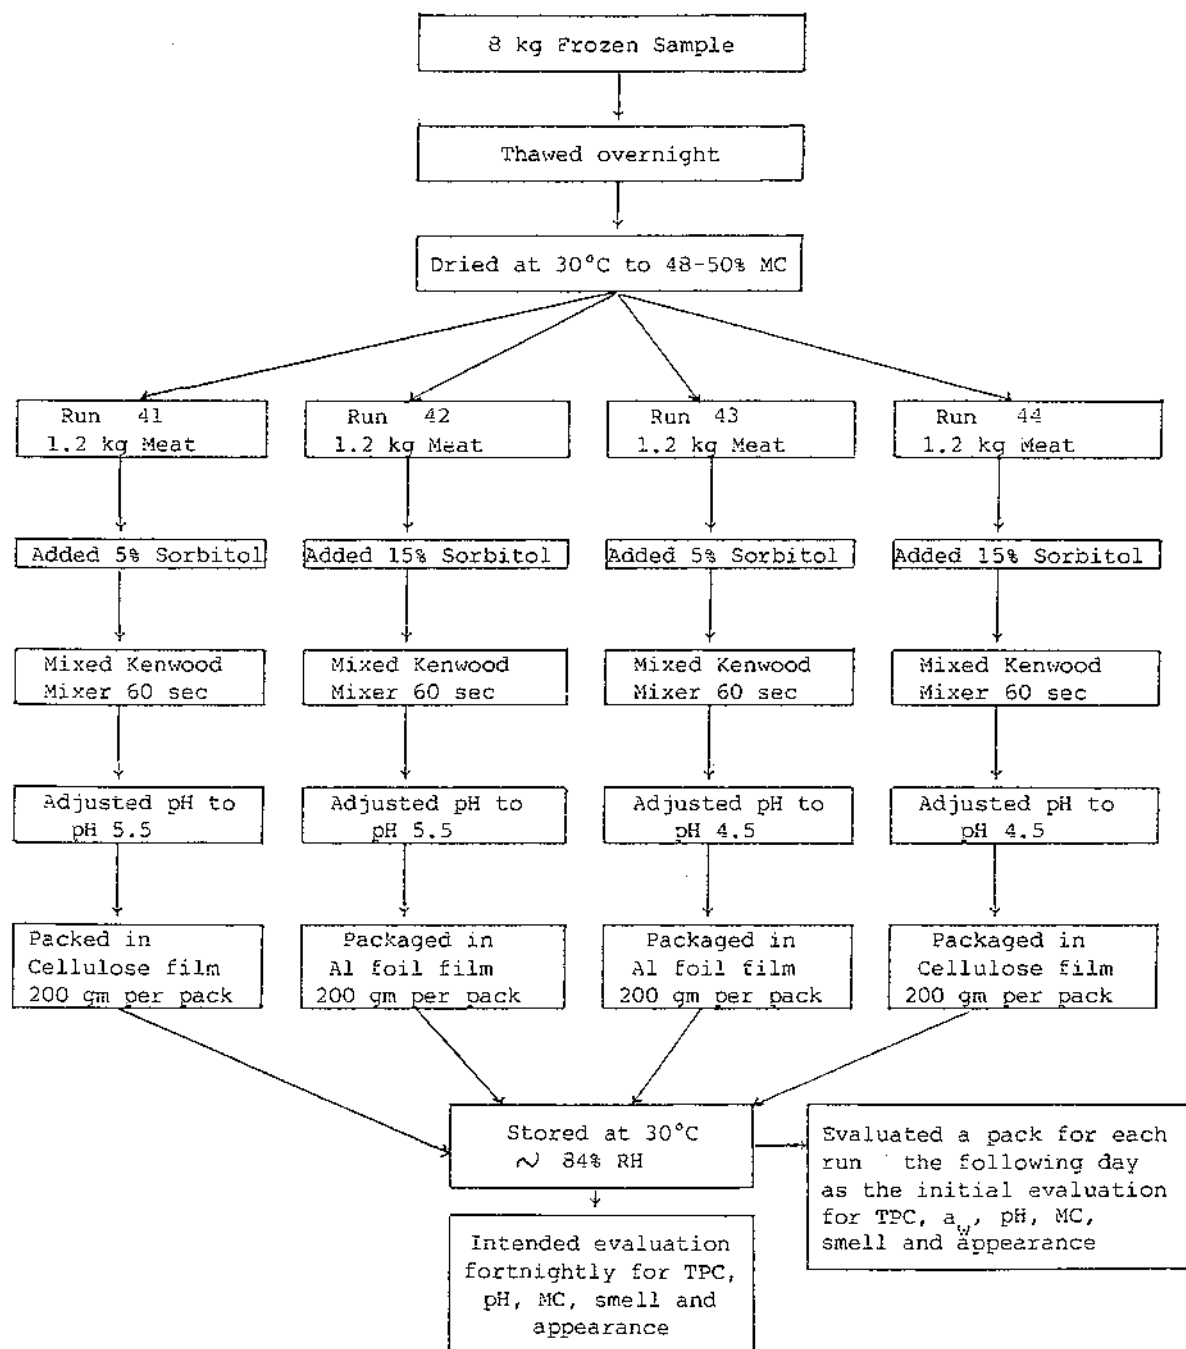 8 kg Frozen Sample
Thawed overnight
Dried at 30°C to 48-50% MC
Run 41
1.2 kg Meat
Run 42
1.2 kg Meat
Run 43
1.2 kg Meat
Run 44
1.2 kg Meat
Added 5% Sorbitol
Added 15% Sorbitol
Added 5% Sorbitol
Added 15% Sorbitol
Mixed Kenwood
Mixer 60 sec
Mixed Kenwood
Mixer 60 sec
Mixed Kenwood
Mixer 60 sec
Mixed Kenwood
Mixer 60 sec
Adjusted pH to
pH 5.5
Adjusted pH to
pH 5.5
Adjusted pH to
pH 4.5
Adjusted pH to
pH 4.5
Packed in
Cellulose film
200 gm per pack
Packaged in
Al foil film
200 gm per pack
Packaged in
Al foil film
200 gm per pack
Packaged in
Cellulose film
200 gm per pack
Stored at 30°C
~ 84% RH
Evaluated a pack for each
run the following day
as the initial evaluation
for TPC, a_w, pH, MC,
smell and appearance
Intended evaluation
fortnightly for TPC,
pH, MC, smell and
appearance